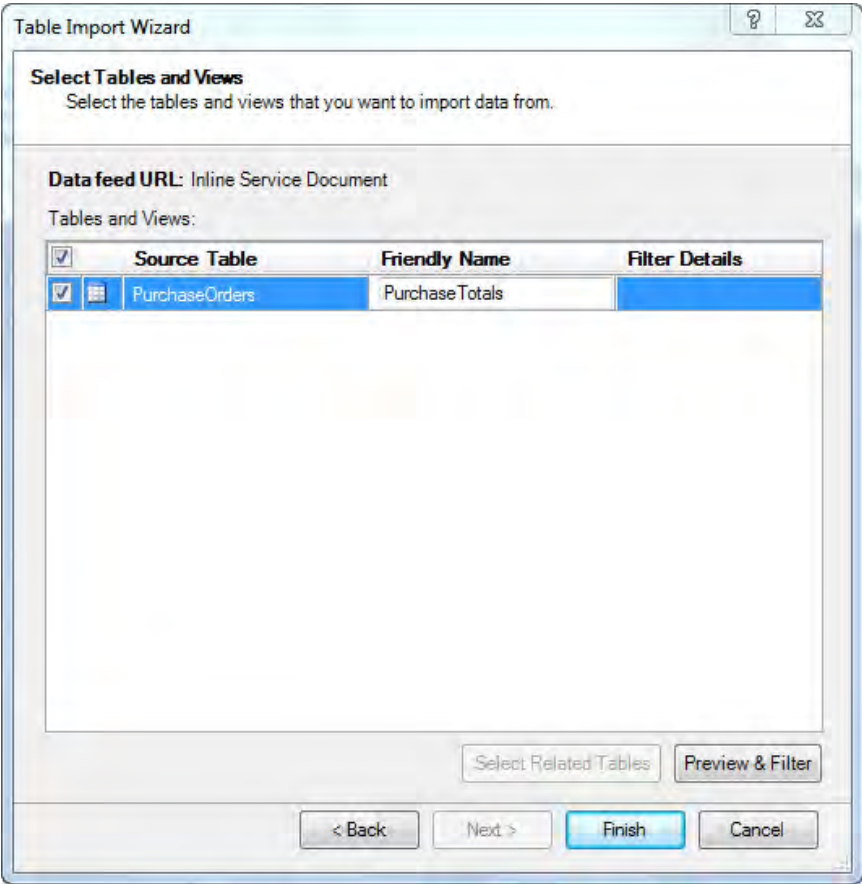 Table Import Wizard
?
Select Tables and Views
Select the tables and views that you want to import data from.
Data feed URL: Inline Service Document
Tables and Views:
Source Table Friendly Name Filter Details
PurchaseOrders PurchaseTotals
Select Related Tables Preview & Filter
< Back Next > Finish Cancel